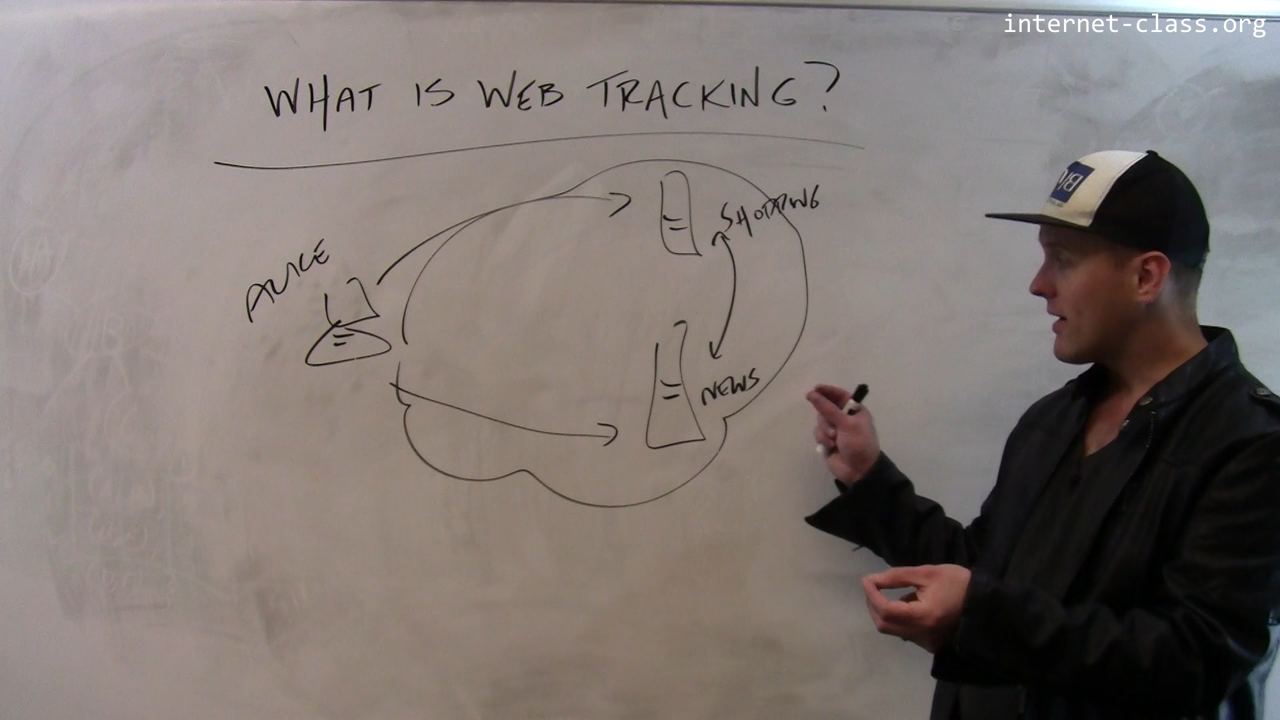 internet-class.org
WHAT IS WEB TRACKING?
SHOPPING
ALICE
NEWS